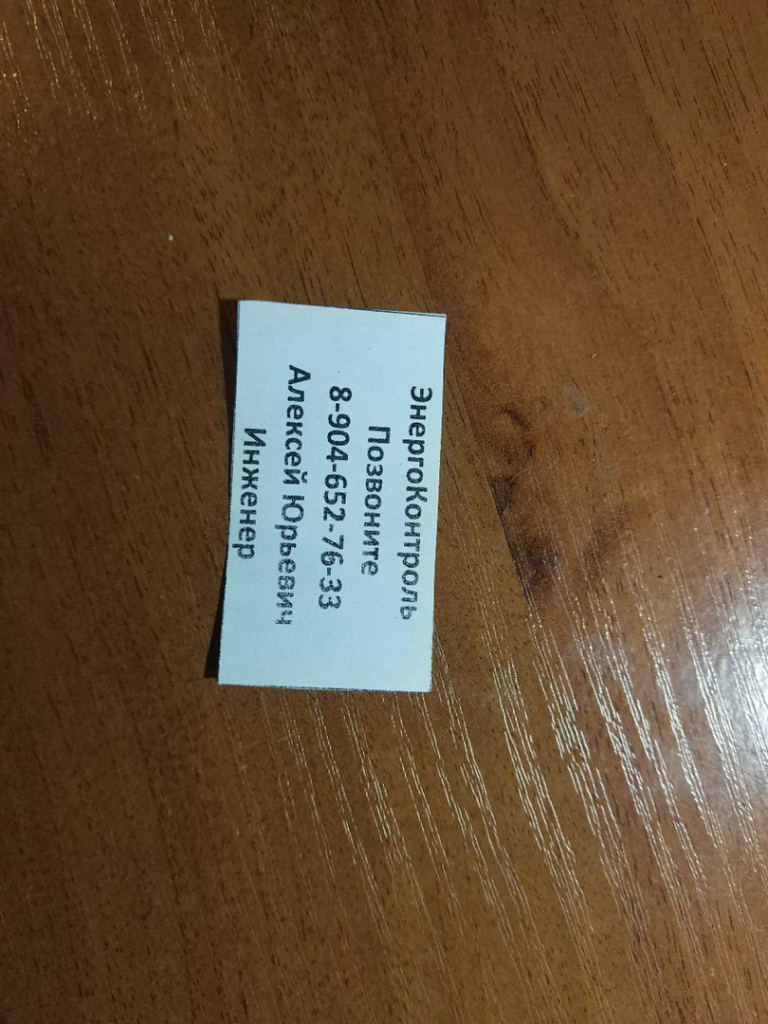 ЭнергоКонтроль
Позвоните
8-904-652-76-33
Алексей Юрьевич
Инженер